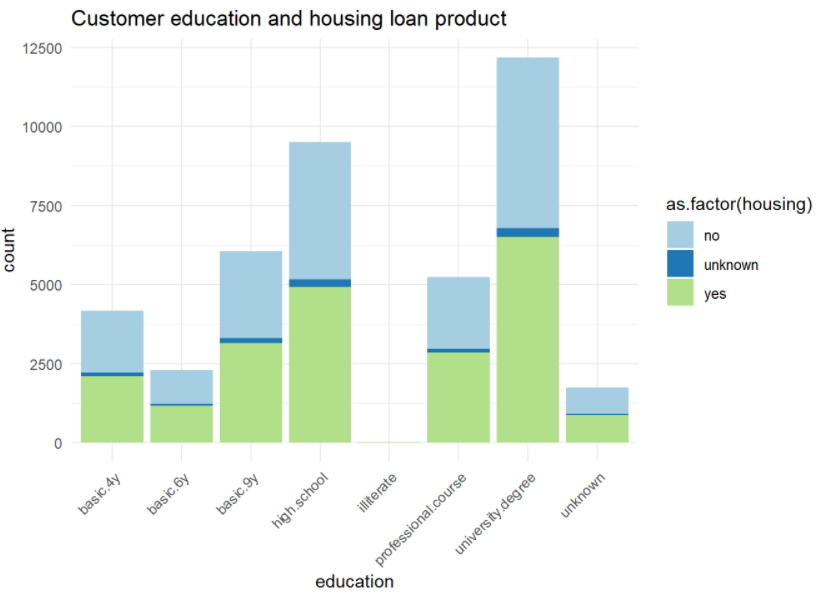 Customer education and housing loan product
12500
10000
7500
5000
2500
0
count
basic.4y
basic.6y
basic.9y
high.school
illiterate
professional.course
university.degree
unknown
education
as.factor(housing)
no
unknown
yes